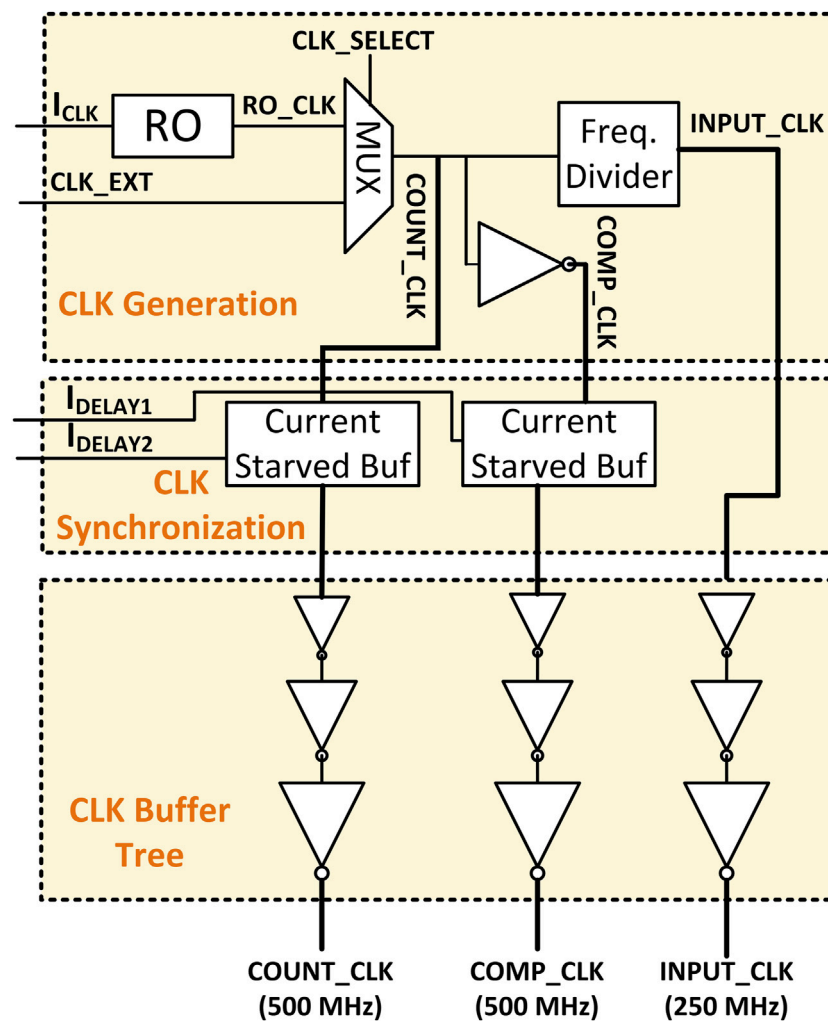 CLK_SELECT
I_CLK
RO
RO_CLK
MUX
CLK_EXT
Freq.
Divider
INPUT_CLK
COUNT_CLK
COMP_CLK
CLK Generation
I_DELAY1
I_DELAY2
Current
Starved Buf
Current
Starved Buf
CLK
Synchronization
CLK Buffer
Tree
COUNT_CLK
(500 MHz)
COMP_CLK
(500 MHz)
INPUT_CLK
(250 MHz)